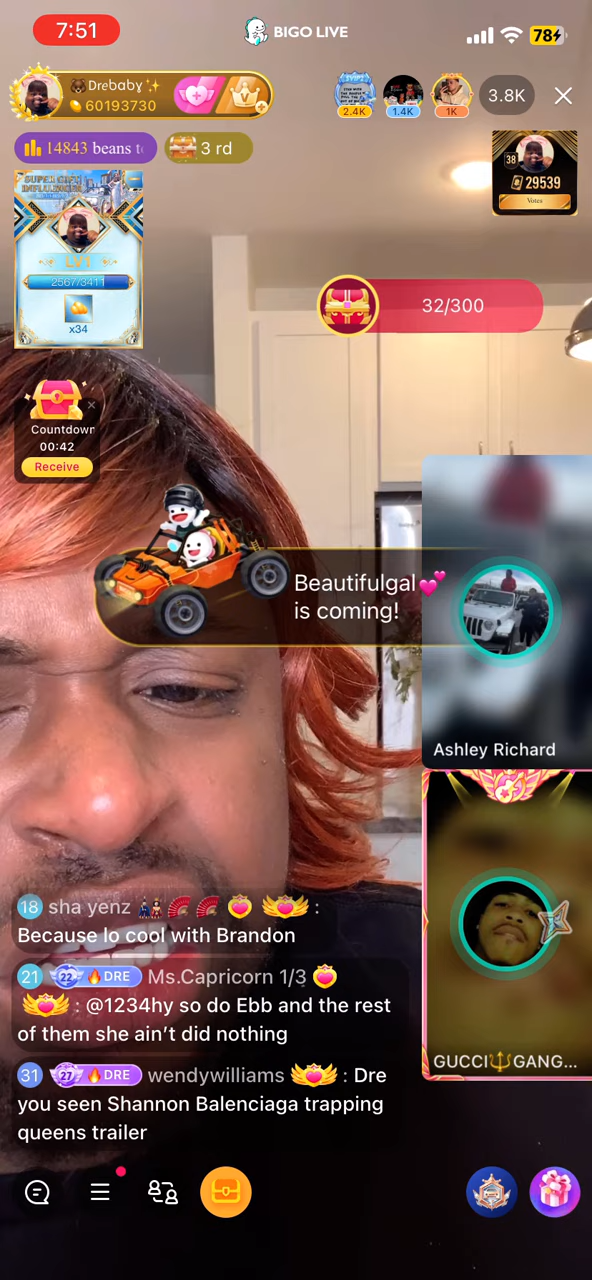 7:51
BIGO LIVE
78
🐻 Drebabγ ✨
60193730
2.4K
1.4K
1K
3.8K
14843 beans t
3 rd
38
29539
Votes
SUPER GIFT
INFLUENCER
LV1
2567/3411
x34
32/300
Countdown
00:42
Receive
Beautifulgal💕
is coming!
Ashley Richard
18 sha yenz 🎎🪭🪭 :
Because lo cool with Brandon
21 22 🔥DRE Ms.Capricorn 1/3
: @1234hy so do Ebb and the rest
of them she ain't did nothing
GUCCI🔱GANG...
31 27 🔥DRE wendywilliams : Dre
you seen Shannon Balenciaga trapping
queens trailer